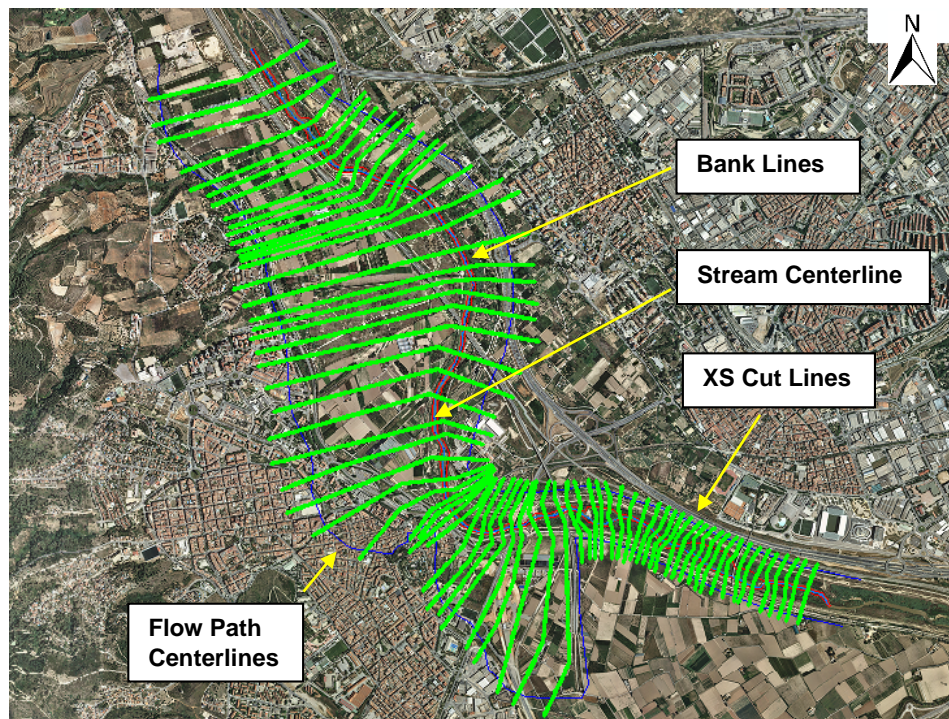 N
Bank Lines
Stream Centerline
XS Cut Lines
Flow Path
Centerlines